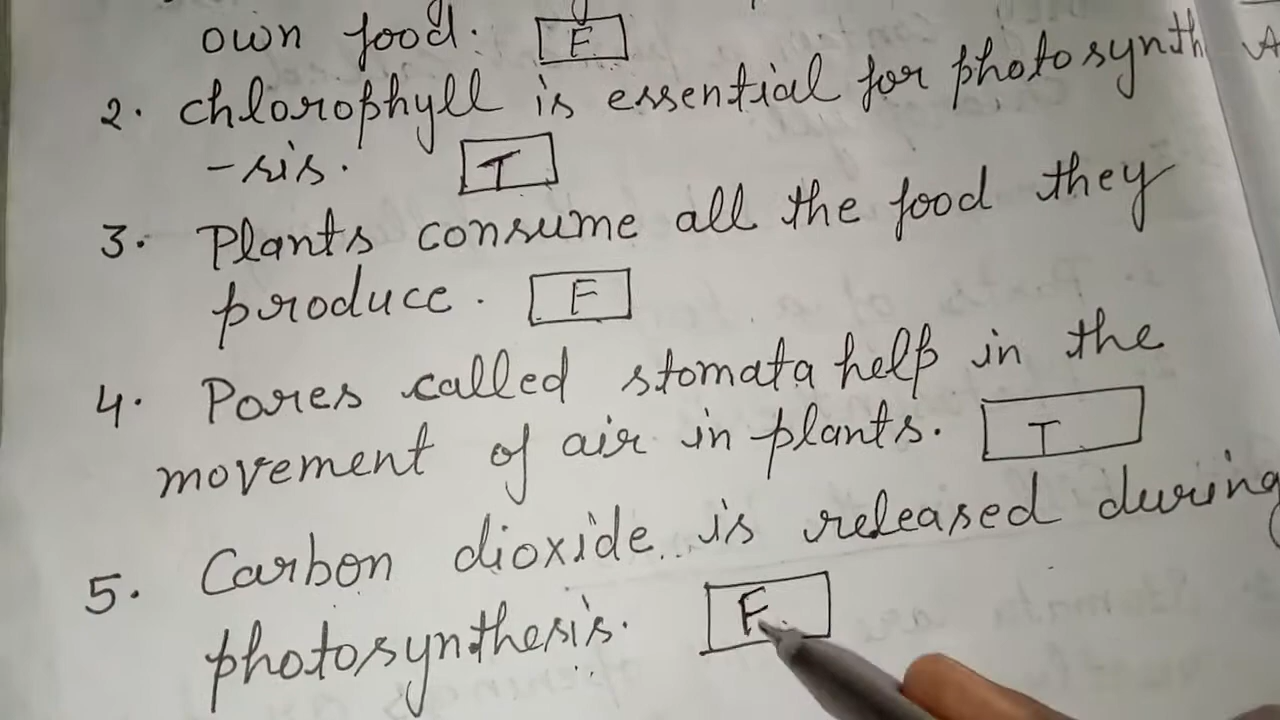 own food. F
2. chlorophyll is essential for photosynth
-sis. T
3. Plants consume all the food they
produce. F
4. Pores called stomata help in the
movement of air in plants. T
5. Carbon dioxide is released during
photosynthesis. F